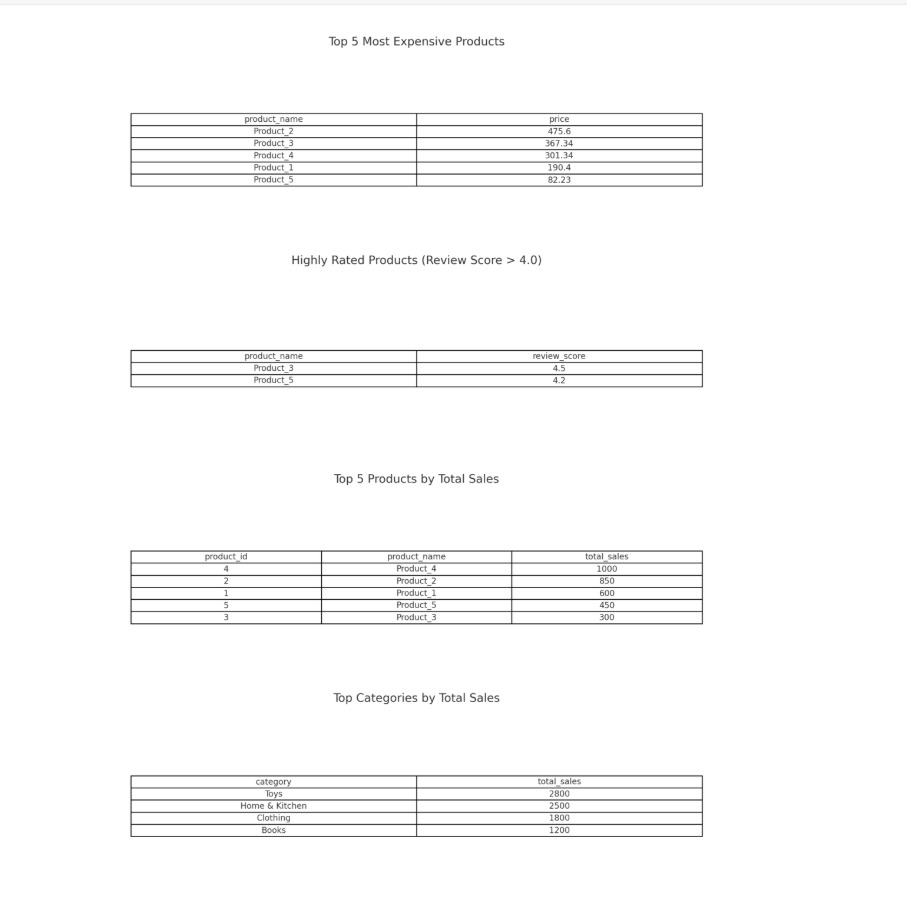 Top 5 Most Expensive Products
product_name price
Product_2 475.6
Product_3 367.34
Product_4 301.34
Product_1 190.4
Product_5 82.23
Highly Rated Products (Review Score > 4.0)
product_name review_score
Product_3 4.5
Product_5 4.2
Top 5 Products by Total Sales
product_id product_name total_sales
4 Product_4 1000
2 Product_2 850
1 Product_1 600
5 Product_5 450
3 Product_3 300
Top Categories by Total Sales
category total_sales
Toys 2800
Home & Kitchen 2500
Clothing 1800
Books 1200